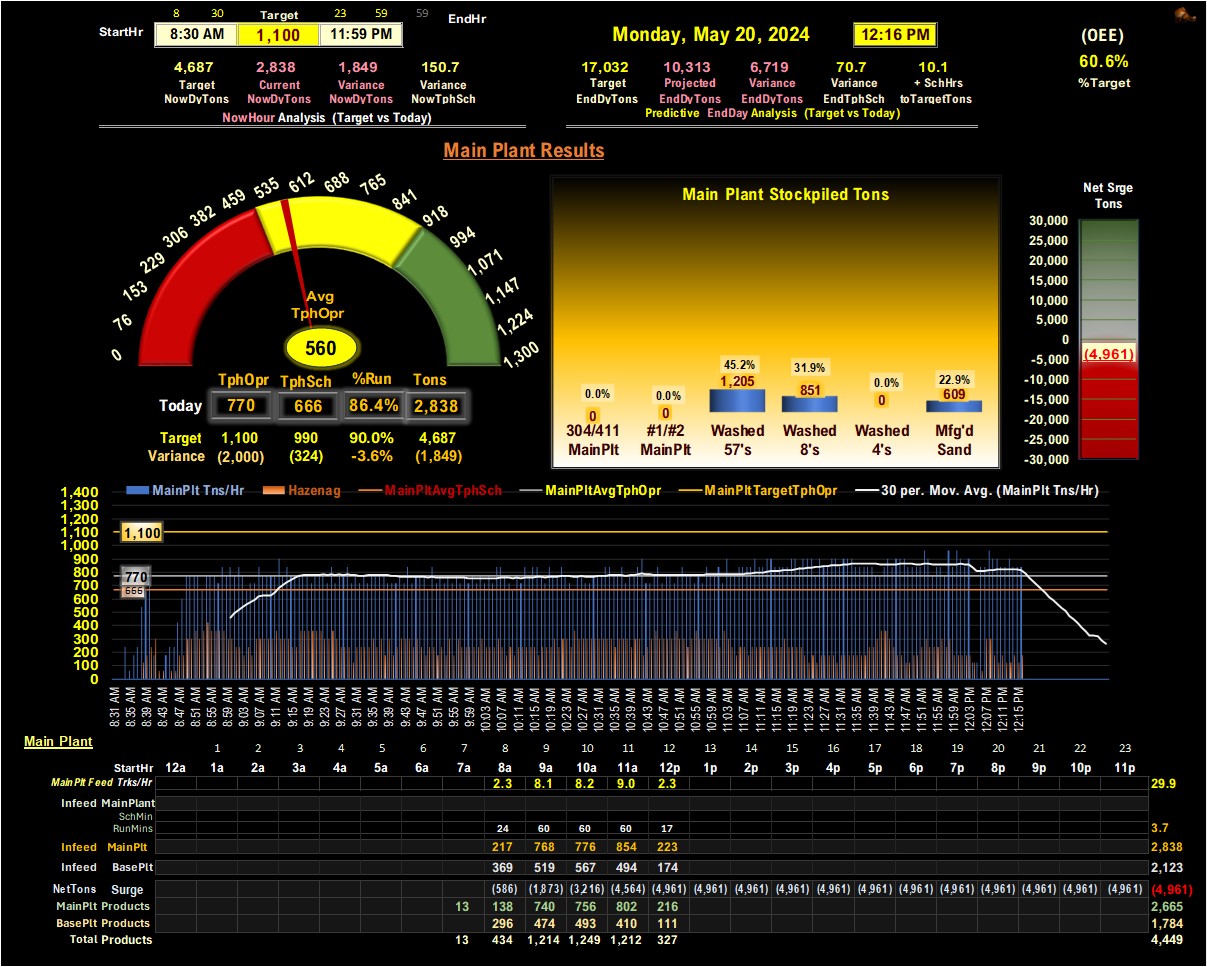 8 30 Target 23 59 59
StartHr 8:30 AM 1,100 11:59 PM EndHr
Monday, May 20, 2024 12:16 PM (OEE)
60.6%
%Target
4,687 2,838 1,849 150.7
Target Current Variance Variance
NowDyTons NowDyTons NowDyTons NowTphSch
NowHour Analysis (Target vs Today)
17,032 10,313 6,719 70.7 10.1
Target Projected Variance Variance + SchHrs
EndDyTons EndDyTons EndDyTons EndTphSch toTargetTons
Predictive EndDay Analysis (Target vs Today)
Main Plant Results
0 76 153 229 306 382 459 535 612 688 765 841 918 994 1,071 1,147 1,224 1,300
Avg
TphOpr
560
TphOpr TphSch %Run Tons
Today 770 666 86.4% 2,838
Target 1,100 990 90.0% 4,687
Variance (2,000) (324) -3.6% (1,849)
Main Plant Stockpiled Tons
0.0% 0.0% 45.2% 31.9% 0.0% 22.9%
0 0 1,205 851 0 609
304/411 #1/#2 Washed Washed Washed Mfg'd
MainPlt MainPlt 57's 8's 4's Sand
Net Srge
Tons
30,000
25,000
20,000
15,000
10,000
5,000
0
-5,000
-10,000
-15,000
-20,000
-25,000
-30,000
(4,961)
MainPlt Tns/Hr Hazenag MainPltAvgTphSch MainPltAvgTphOpr MainPltTargetTphOpr 30 per. Mov. Avg. (MainPlt Tns/Hr)
1,400
1,300
1,200
1,100
1,000
900
800
700
600
500
400
300
200
100
0
1,100
770
666
8:31 AM 8:35 AM 8:39 AM 8:43 AM 8:47 AM 8:51 AM 8:55 AM 8:59 AM 9:03 AM 9:07 AM 9:11 AM 9:15 AM 9:19 AM 9:23 AM 9:27 AM 9:31 AM 9:35 AM 9:39 AM 9:43 AM 9:47 AM 9:51 AM 9:55 AM 9:59 AM 10:03 AM 10:07 AM 10:11 AM 10:15 AM 10:19 AM 10:23 AM 10:27 AM 10:31 AM 10:35 AM 10:39 AM 10:43 AM 10:47 AM 10:51 AM 10:55 AM 10:59 AM 11:03 AM 11:07 AM 11:11 AM 11:15 AM 11:19 AM 11:23 AM 11:27 AM 11:31 AM 11:35 AM 11:39 AM 11:43 AM 11:47 AM 11:51 AM 11:55 AM 11:59 AM 12:03 PM 12:07 PM 12:11 PM 12:15 PM
Main Plant
1 2 3 4 5 6 7 8 9 10 11 12 13 14 15 16 17 18 19 20 21 22 23
StartHr 12a 1a 2a 3a 4a 5a 6a 7a 8a 9a 10a 11a 12p 1p 2p 3p 4p 5p 6p 7p 8p 9p 10p 11p
MainPlt Feed Trks/Hr 2.3 8.1 8.2 9.0 2.3 29.9
Infeed MainPlant
SchMin
RunMins 24 60 60 60 17 3.7
Infeed MainPlt 217 768 776 854 223 2,838
Infeed BasePlt 369 519 567 494 174 2,123
NetTons Surge (586) (1,873) (3,216) (4,564) (4,961) (4,961) (4,961) (4,961) (4,961) (4,961) (4,961) (4,961) (4,961) (4,961) (4,961) (4,961) (4,961)
MainPlt Products 13 138 740 756 802 216 2,665
BasePlt Products 296 474 493 410 111 1,784
Total Products 13 434 1,214 1,249 1,212 327 4,449